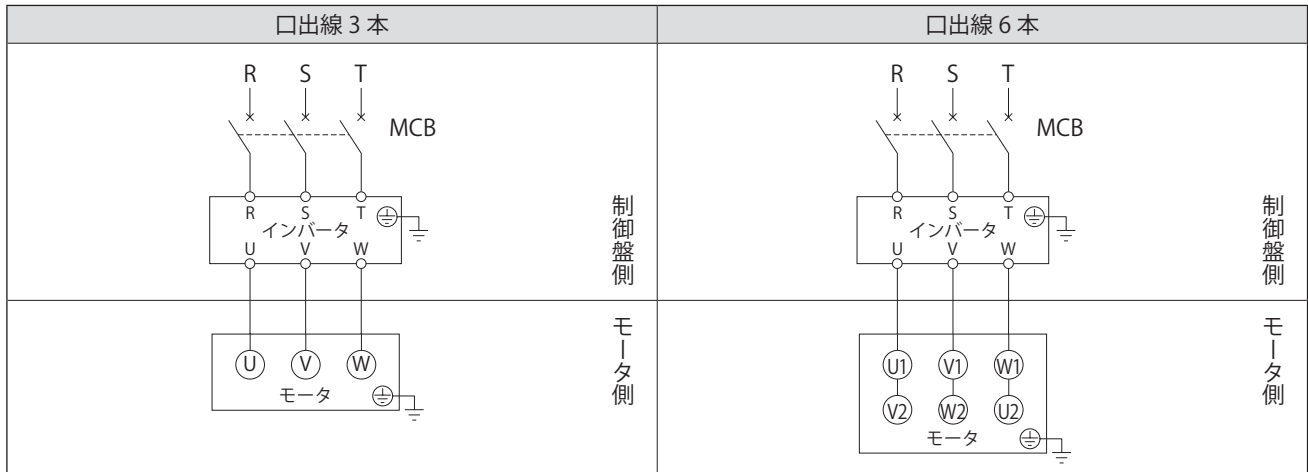 口出線 3 本
R S T
MCB
R S T
インバータ
U V W
制御盤側
U V W
モータ
モータ側
口出線 6 本
R S T
MCB
R S T
インバータ
U V W
制御盤側
U1 V1 W1
V2 W2 U2
モータ
モータ側